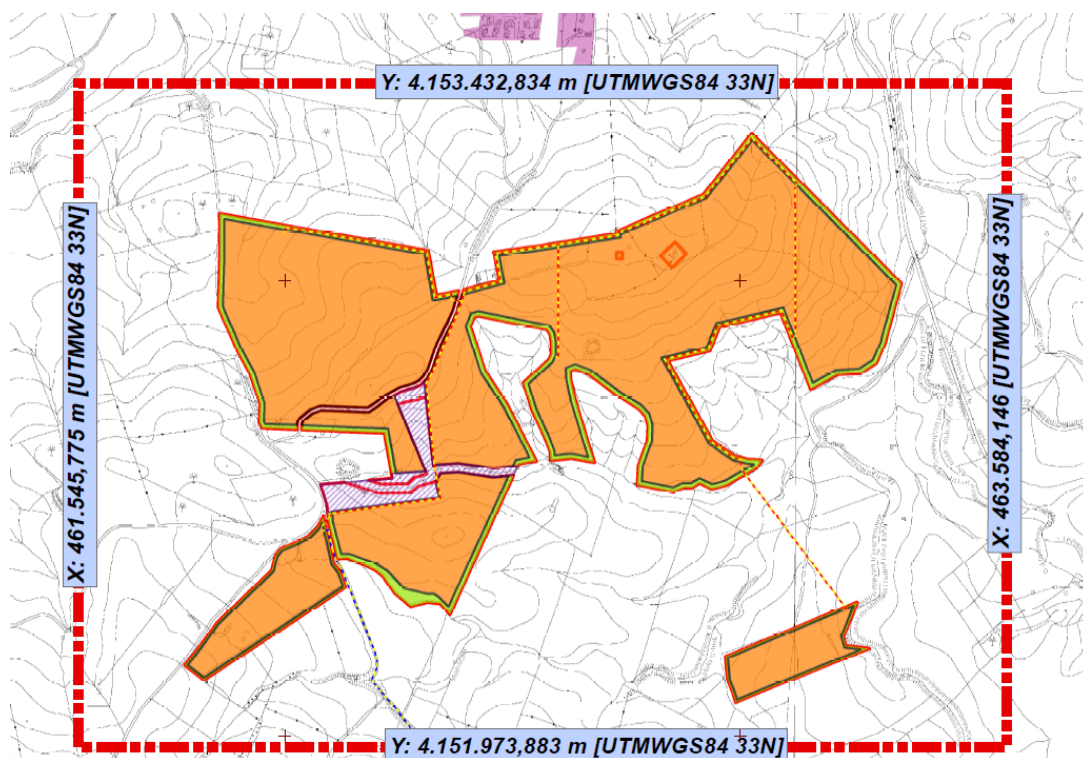 Y: 4.153.432,834 m [UTMWGS84 33N]
X: 461.545,775 m [UTMWGS84 33N]
X: 463.584,146 m [UTMWGS84 33N]
Y: 4.151.973,883 m [UTMWGS84 33N]